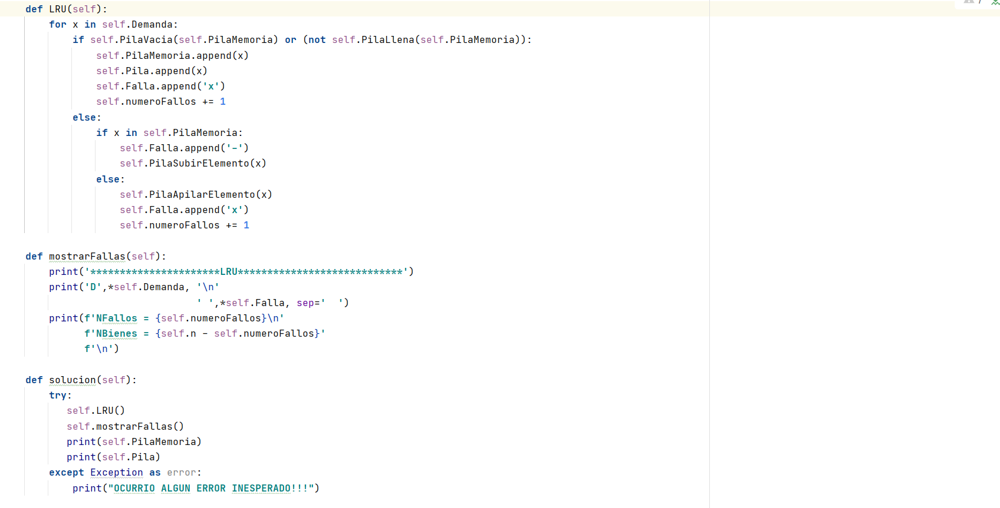 def LRU(self):
    for x in self.Demanda:
        if self.PilaVacia(self.PilaMemoria) or (not self.PilaLlena(self.PilaMemoria)):
            self.PilaMemoria.append(x)
            self.Pila.append(x)
            self.Falla.append('x')
            self.numeroFallos += 1
        else:
            if x in self.PilaMemoria:
                self.Falla.append('-')
                self.PilaSubirElemento(x)
            else:
                self.PilaApilarElemento(x)
                self.Falla.append('x')
                self.numeroFallos += 1

def mostrarFallas(self):
    print('**********************LRU****************************')
    print('D',*self.Demanda, '\n'
                             ' ',*self.Falla, sep='  ')
    print(f'NFallos = {self.numeroFallos}\n'
          f'NBienes = {self.n - self.numeroFallos}'
          f'\n')

def solucion(self):
    try:
       self.LRU()
       self.mostrarFallas()
       print(self.PilaMemoria)
       print(self.Pila)
    except Exception as error:
        print("OCURRIO ALGUN ERROR INESPERADO!!!")